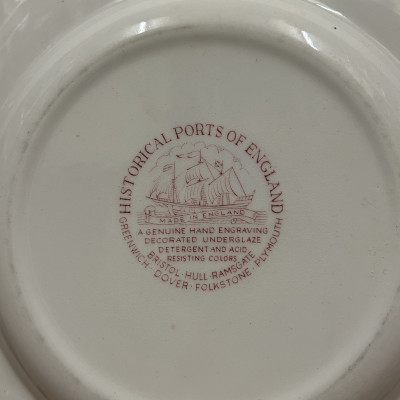 HISTORICAL PORTS OF ENGLAND
MADE IN ENGLAND
A GENUINE HAND ENGRAVING
DECORATED UNDERGLAZE
DETERGENT AND ACID
RESISTING COLORS
BRISTOL · HULL · RAMSGATE
GREENWICH · DOVER · FOLKSTONE · PLYMOUTH